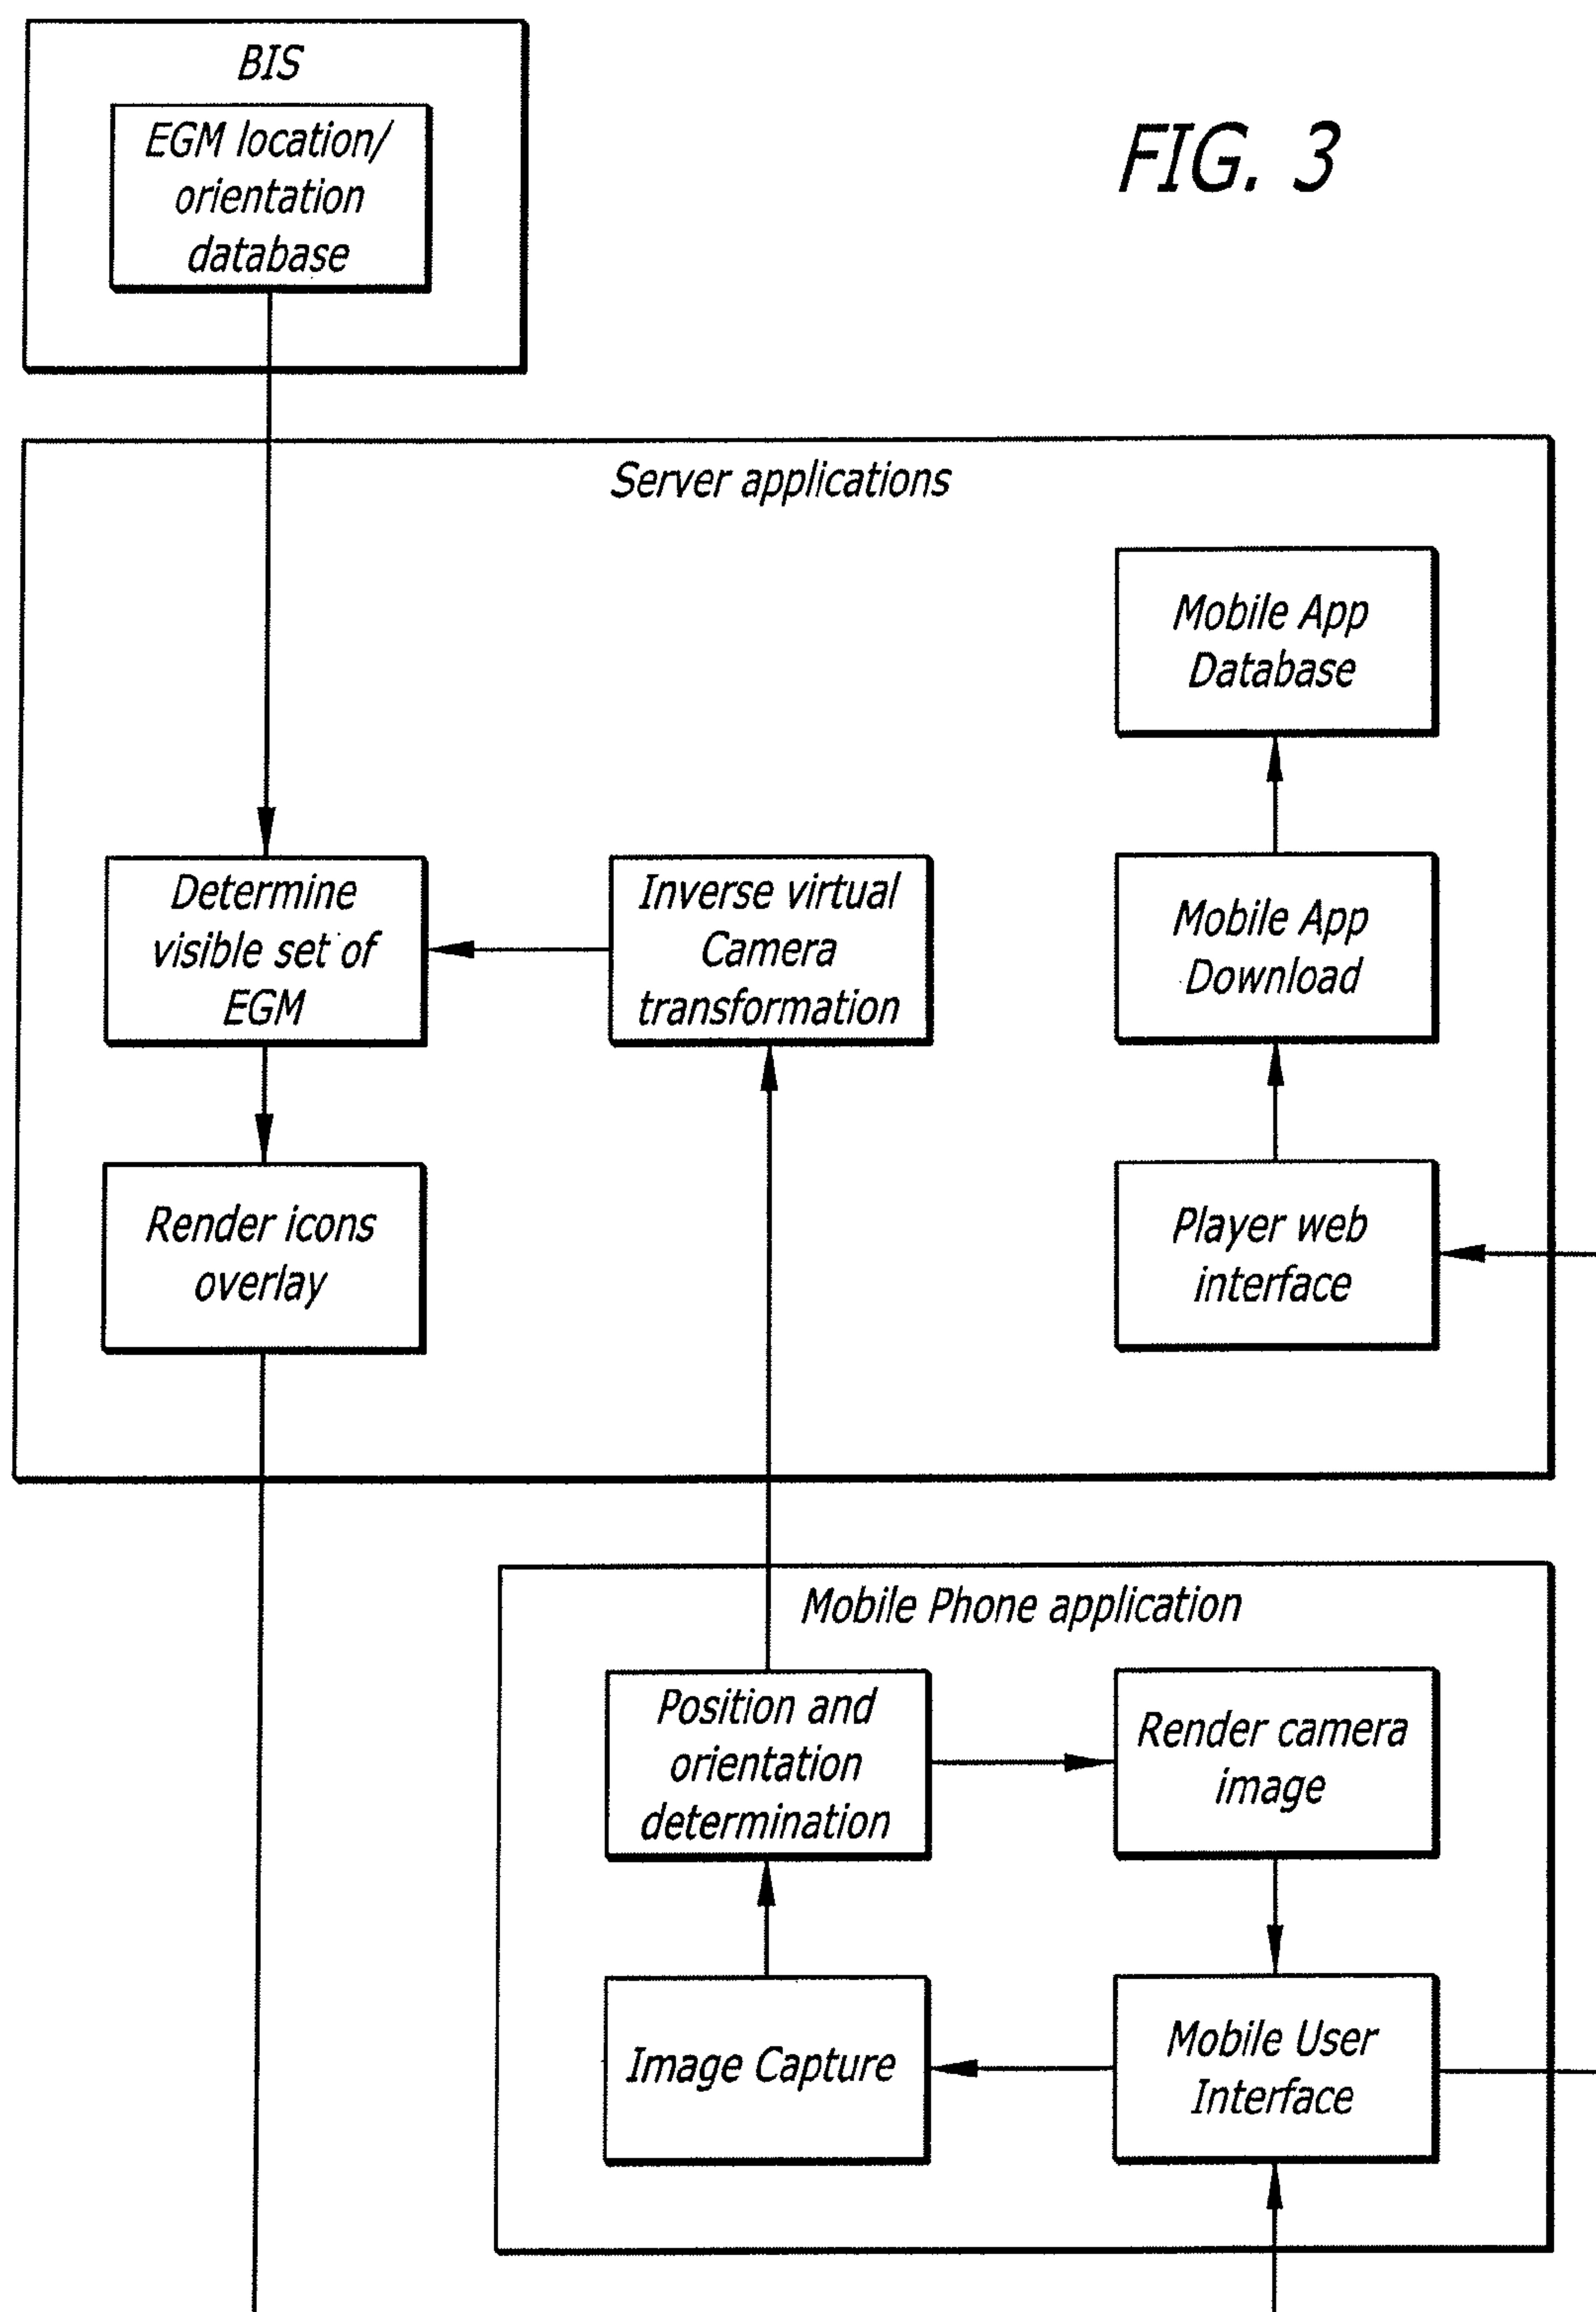 BIS
EGM location/
orientation
database
FIG. 3
Server applications
Mobile App
Database
Determine
visible set of
EGM
Inverse virtual
Camera
transformation
Mobile App
Download
Render icons
overlay
Player web
interface
Mobile Phone application
Position and
orientation
determination
Render camera
image
Image Capture
Mobile User
Interface